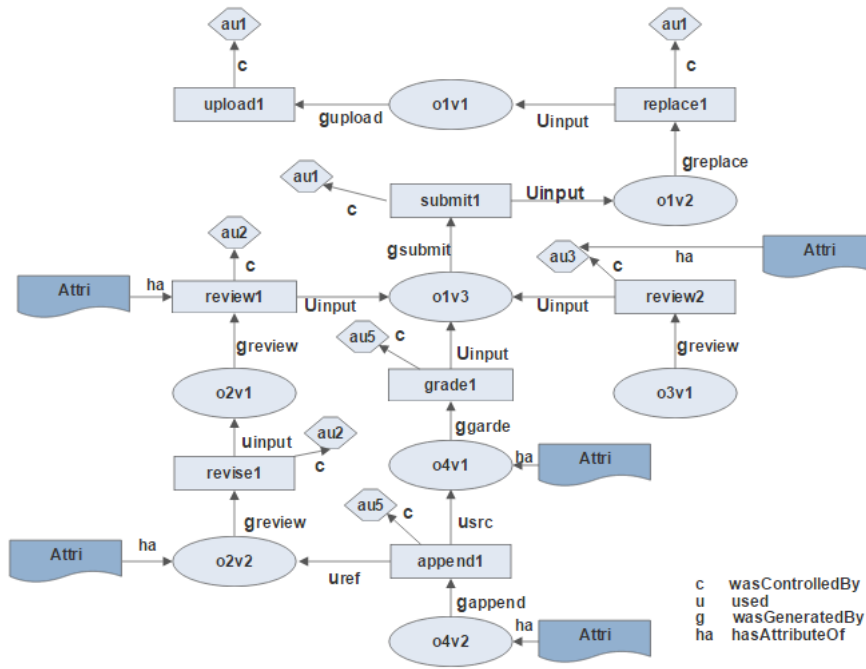 au1
au1
c
c
upload1
o1v1
replace1
gupload
Uinput
greplace
au1
submit1
Uinput
o1v2
c
au2
gsubmit
au3
Attri
c
c
ha
Attri
ha
review1
Uinput
o1v3
Uinput
review2
au5
c
Uinput
greview
greview
grade1
o2v1
o3v1
au2
uinput
ggarde
revise1
c
o4v1
ha
Attri
au5
c
usrc
greview
Attri
ha
o2v2
uref
append1
c wasControlledBy
u used
gappend
g wasGeneratedBy
o4v2
ha
Attri
ha hasAttributeOf